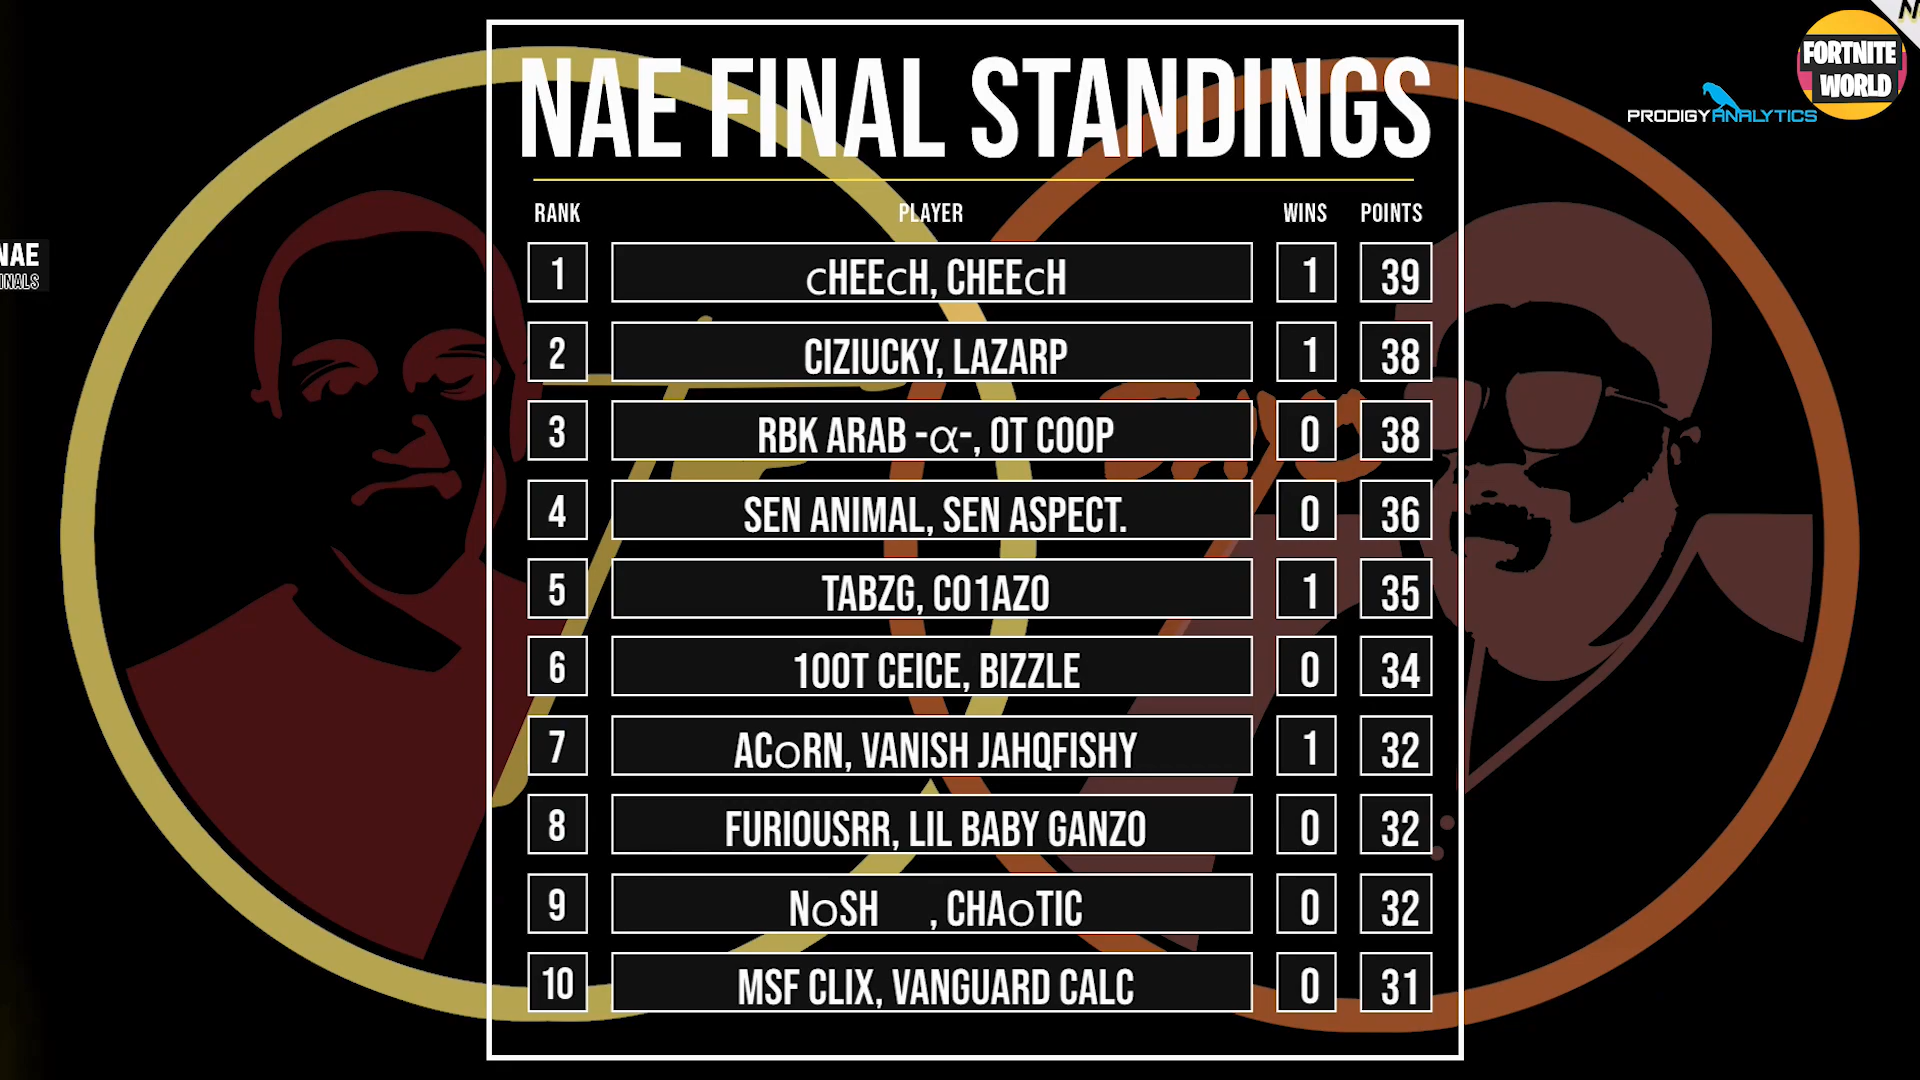 NAE FINAL STANDINGS
FORTNITE
WORLD
PRODIGYANALYTICS
RANK PLAYER WINS POINTS
NAE
1 cHEEcH, CHEEcH 1 39
2 CIZIUCKY, LAZARP 1 38
3 RBK ARAB -α-, OT COOP 0 38
4 SEN ANIMAL, SEN ASPECT. 0 36
5 TABZG, CO1AZO 1 35
6 100T CEICE, BIZZLE 0 34
7 ACoRN, VANISH JAHQFISHY 1 32
8 FURIOUSRR, LIL BABY GANZO 0 32
9 NoSH , CHAoTIC 0 32
10 MSF CLIX, VANGUARD CALC 0 31